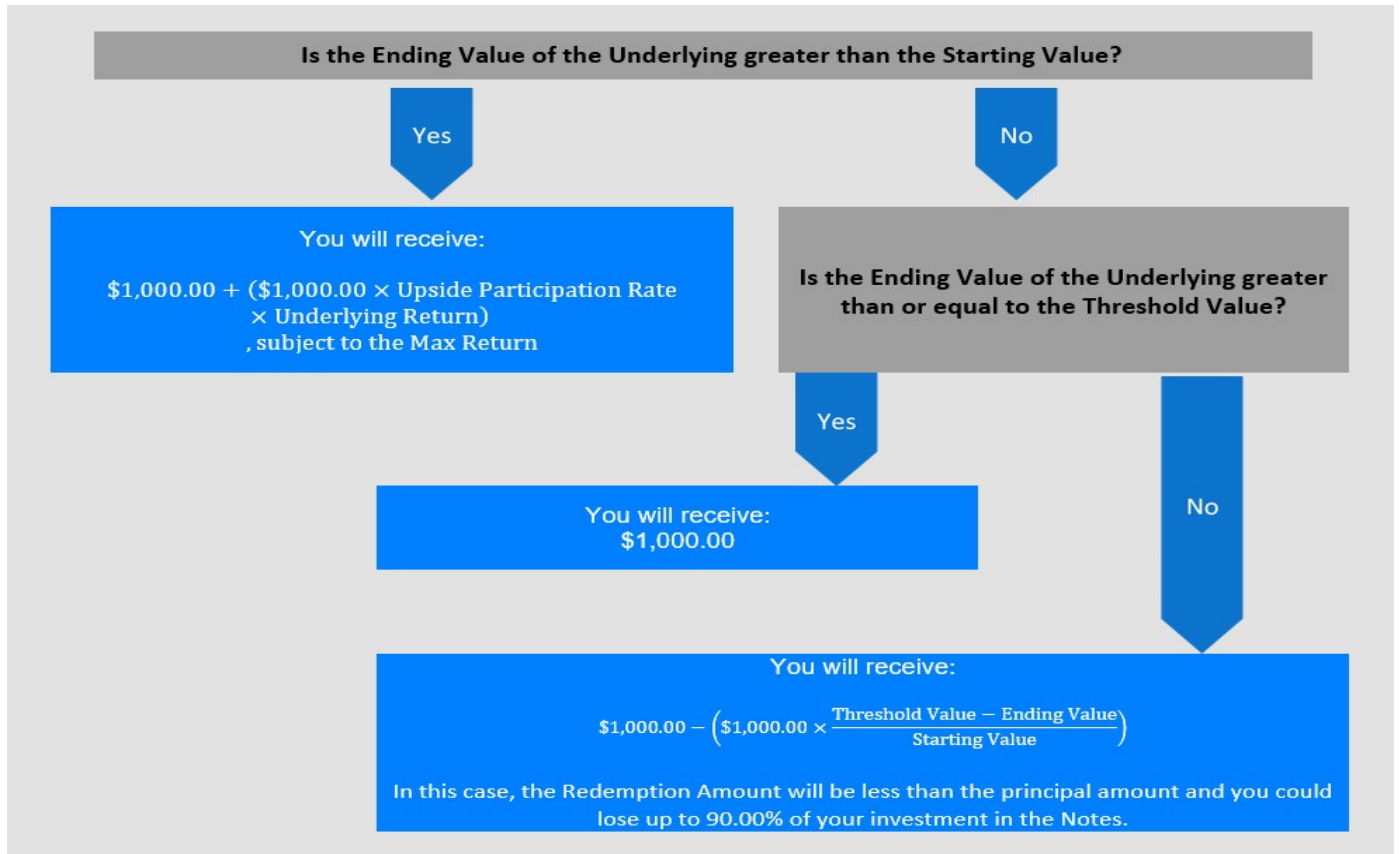 Is the Ending Value of the Underlying greater than the Starting Value?
Yes
No
You will receive:
$1,000.00 + ($1,000.00 × Upside Participation Rate
× Underlying Return)
, subject to the Max Return
Is the Ending Value of the Underlying greater
than or equal to the Threshold Value?
Yes
No
You will receive:
$1,000.00
You will receive:
$1,000.00 − ($1,000.00 × Threshold Value − Ending Value
Starting Value)
In this case, the Redemption Amount will be less than the principal amount and you could
lose up to 90.00% of your investment in the Notes.